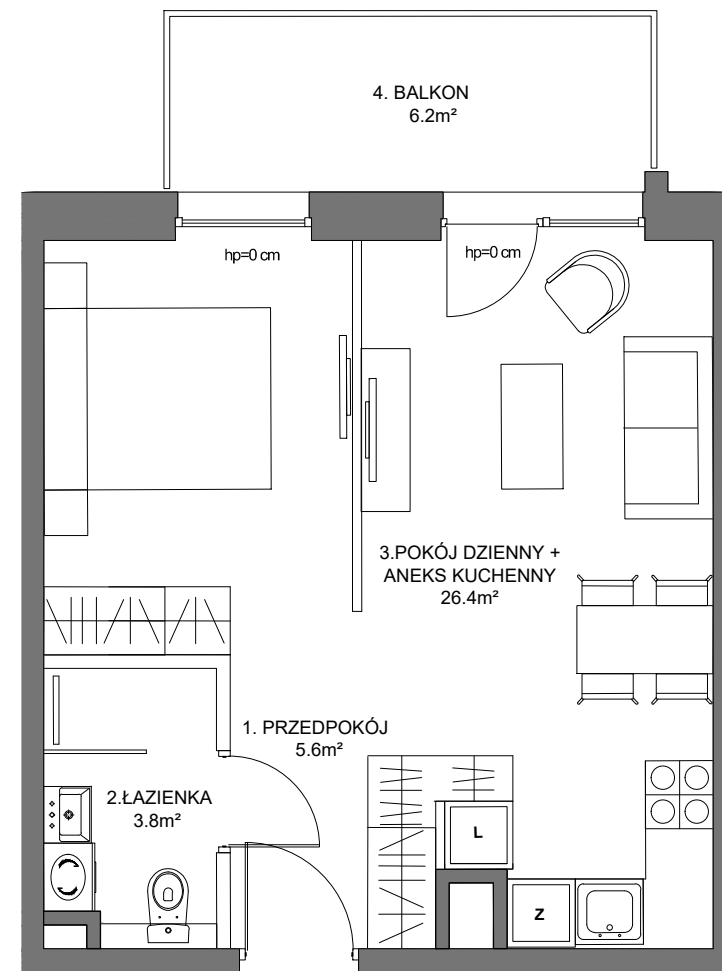 4. BALKON
6.2m²
hp=0 cm
hp=0 cm
3.POKÓJ DZIENNY +
ANEKS KUCHENNY
26.4m²
1. PRZEDPOKÓJ
5.6m²
2.ŁAZIENKA
3.8m²
L
Z